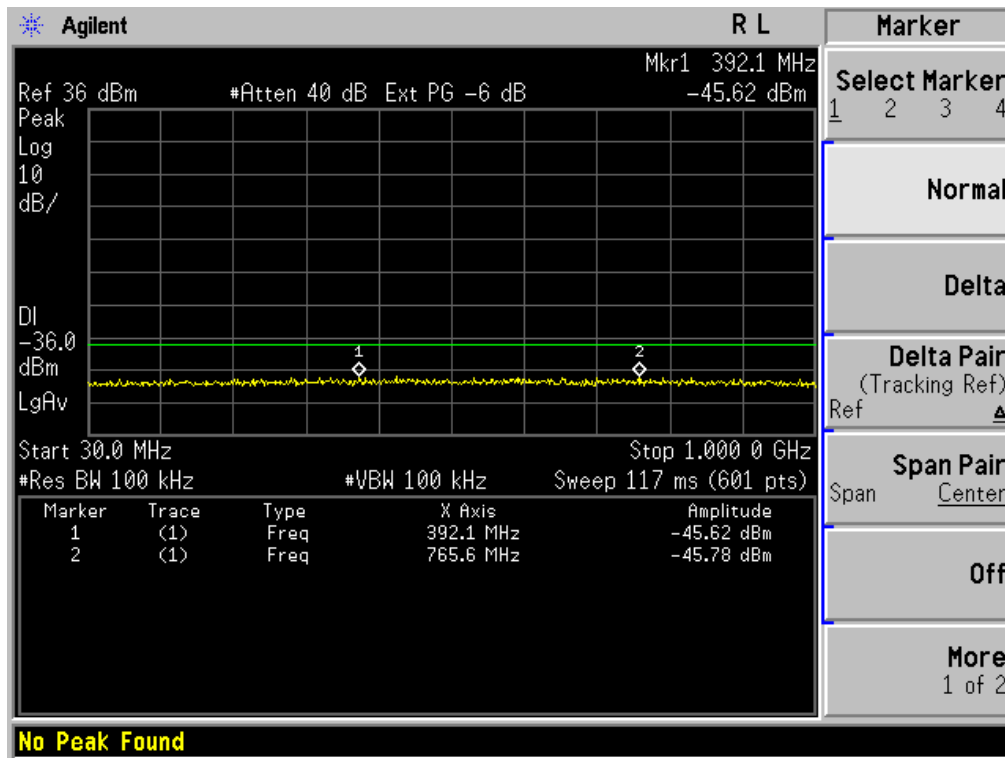 Agilent R L Marker
Mkr1 392.1 MHz
Ref 36 dBm #Atten 40 dB Ext PG -6 dB -45.62 dBm
Peak
Log
10
dB/
DI
-36.0
dBm
LgAv
1 2
Start 30.0 MHz Stop 1.000 0 GHz
#Res BW 100 kHz #VBW 100 kHz Sweep 117 ms (601 pts)
Marker Trace Type X Axis Amplitude
1 (1) Freq 392.1 MHz -45.62 dBm
2 (1) Freq 765.6 MHz -45.78 dBm
No Peak Found
Select Marker
1 2 3 4
Normal
Delta
Delta Pair
(Tracking Ref)
Ref Δ
Span Pair
Span Center
Off
More
1 of 2